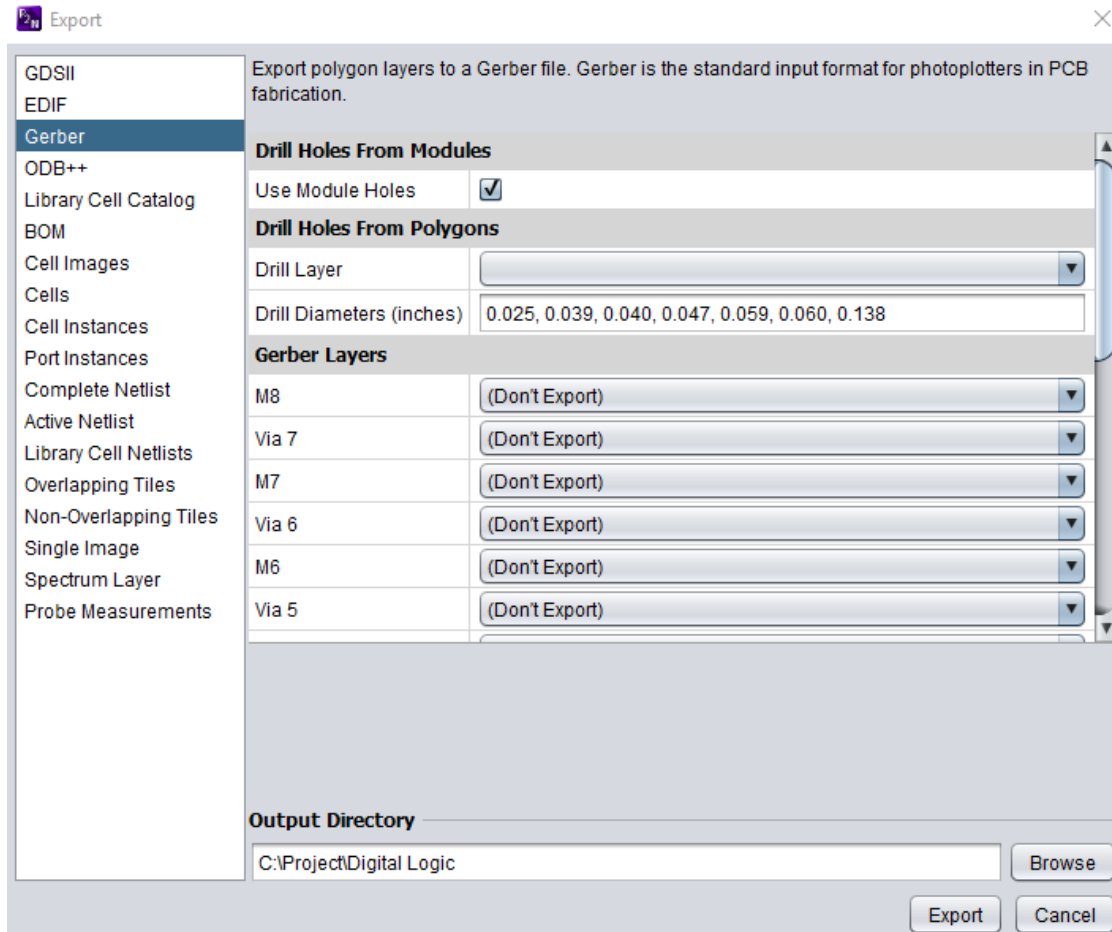 P2N Export
GDSII
EDIF
Gerber
ODB++
Library Cell Catalog
BOM
Cell Images
Cells
Cell Instances
Port Instances
Complete Netlist
Active Netlist
Library Cell Netlists
Overlapping Tiles
Non-Overlapping Tiles
Single Image
Spectrum Layer
Probe Measurements
Export polygon layers to a Gerber file. Gerber is the standard input format for photoplotters in PCB
fabrication.
Drill Holes From Modules
Use Module Holes
Drill Holes From Polygons
Drill Layer
Drill Diameters (inches) 0.025, 0.039, 0.040, 0.047, 0.059, 0.060, 0.138
Gerber Layers
M8 (Don't Export)
Via 7 (Don't Export)
M7 (Don't Export)
Via 6 (Don't Export)
M6 (Don't Export)
Via 5 (Don't Export)
Output Directory
C:\Project\Digital Logic Browse
Export Cancel